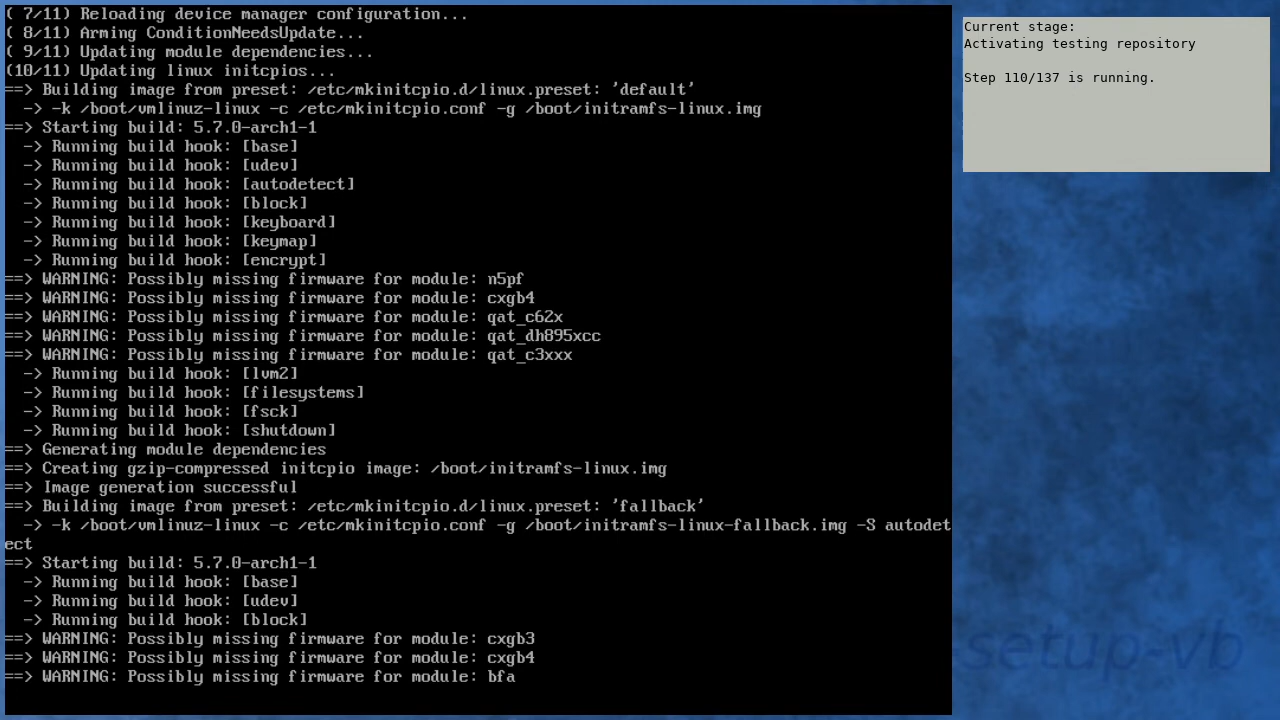 ( 7/11) Reloading device manager configuration...
( 8/11) Arming ConditionNeedsUpdate...
( 9/11) Updating module dependencies...
(10/11) Updating linux initcpios...
==> Building image from preset: /etc/mkinitcpio.d/linux.preset: 'default'
  -> -k /boot/vmlinuz-linux -c /etc/mkinitcpio.conf -g /boot/initramfs-linux.img
==> Starting build: 5.7.0-arch1-1
  -> Running build hook: [base]
  -> Running build hook: [udev]
  -> Running build hook: [autodetect]
  -> Running build hook: [block]
  -> Running build hook: [keyboard]
  -> Running build hook: [keymap]
  -> Running build hook: [encrypt]
==> WARNING: Possibly missing firmware for module: n5pf
==> WARNING: Possibly missing firmware for module: cxgb4
==> WARNING: Possibly missing firmware for module: qat_c62x
==> WARNING: Possibly missing firmware for module: qat_dh895xcc
==> WARNING: Possibly missing firmware for module: qat_c3xxx
  -> Running build hook: [lvm2]
  -> Running build hook: [filesystems]
  -> Running build hook: [fsck]
  -> Running build hook: [shutdown]
==> Generating module dependencies
==> Creating gzip-compressed initcpio image: /boot/initramfs-linux.img
==> Image generation successful
==> Building image from preset: /etc/mkinitcpio.d/linux.preset: 'fallback'
  -> -k /boot/vmlinuz-linux -c /etc/mkinitcpio.conf -g /boot/initramfs-linux-fallback.img -S autodet
ect
==> Starting build: 5.7.0-arch1-1
  -> Running build hook: [base]
  -> Running build hook: [udev]
  -> Running build hook: [block]
==> WARNING: Possibly missing firmware for module: cxgb3
==> WARNING: Possibly missing firmware for module: cxgb4
==> WARNING: Possibly missing firmware for module: bfa
Current stage:
Activating testing repository
Step 110/137 is running.
-setup-vb